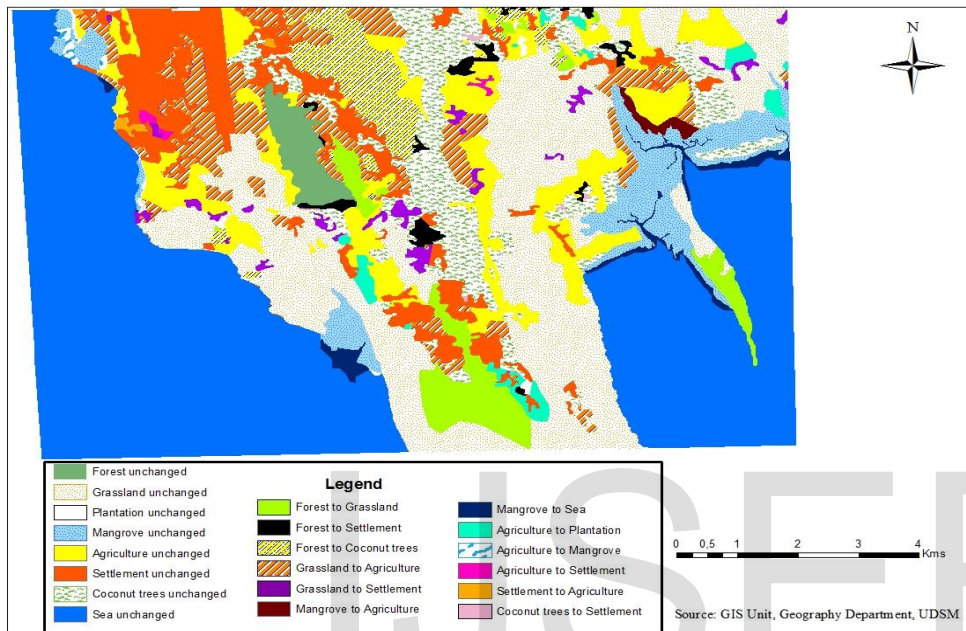 N
Forest unchanged
Grassland unchanged
Plantation unchanged
Mangrove unchanged
Agriculture unchanged
Settlement unchanged
Coconut trees unchanged
Sea unchanged
Legend
Forest to Grassland
Forest to Settlement
Forest to Coconut trees
Grassland to Agriculture
Grassland to Settlement
Mangrove to Agriculture
Mangrove to Sea
Agriculture to Plantation
Agriculture to Mangrove
Agriculture to Settlement
Settlement to Agriculture
Coconut trees to Settlement
0 0,5 1 2 3 4
Kms
Source: GIS Unit, Geography Department, UDSM
IJSER